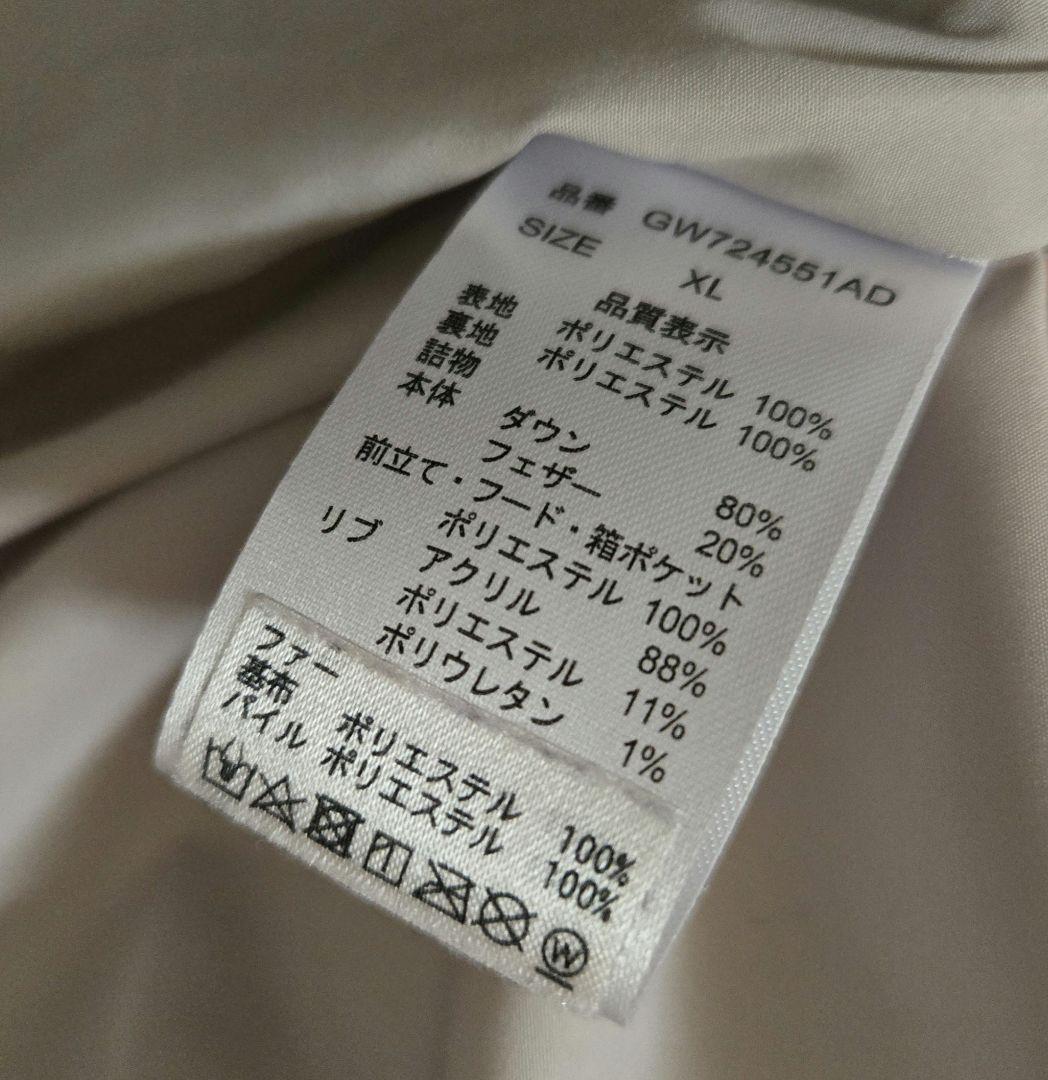 品番 GW724551AD
SIZE XL
品質表示
表地 ポリエステル 100%
裏地 ポリエステル 100%
詰物
本体 ダウン 80%
フェザー 20%
前立て・フード・箱ポケット
ポリエステル 100%
リブ アクリル 88%
ポリエステル 11%
ポリウレタン 1%
ファー
基布 ポリエステル 100%
パイル ポリエステル 100%
W